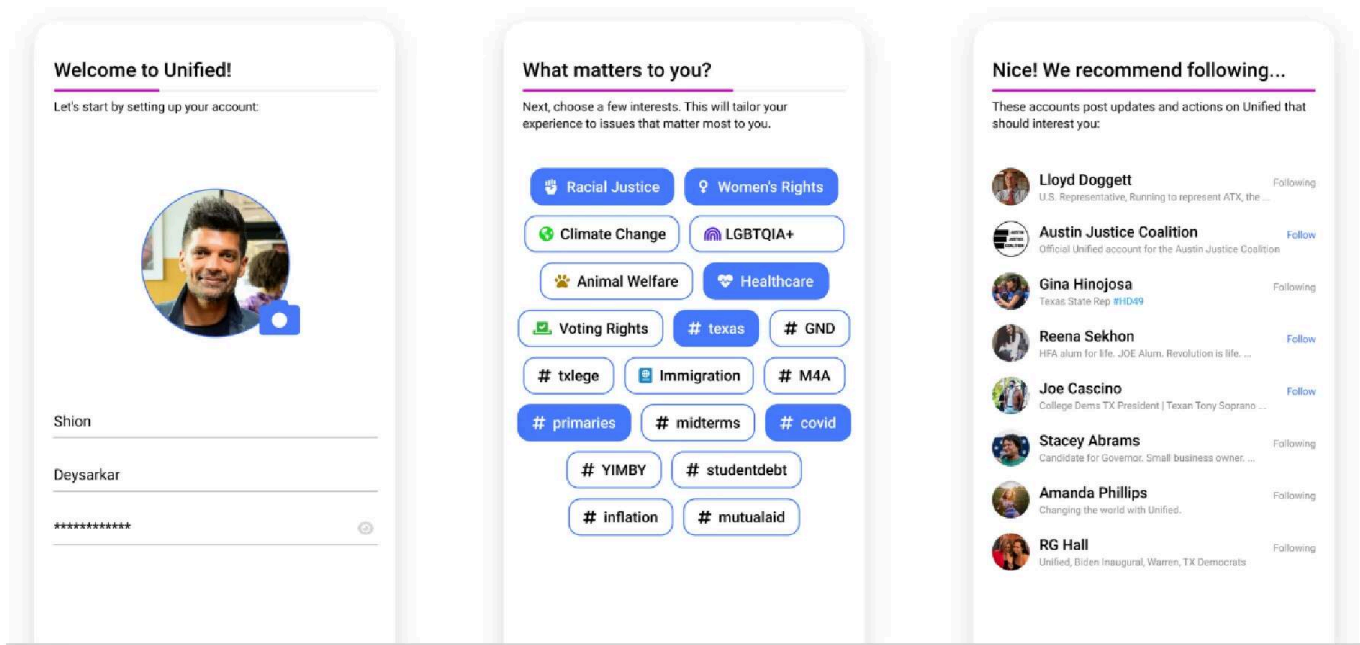 Welcome to Unified!
Let's start by setting up your account:
Shion
Deysarkar
************
What matters to you?
Next, choose a few interests. This will tailor your
experience to issues that matter most to you.
Racial Justice
Women's Rights
Climate Change
LGBTQIA+
Animal Welfare
Healthcare
Voting Rights
# texas
# GND
# txlege
Immigration
# M4A
# primaries
# midterms
# covid
# YIMBY
# studentdebt
# inflation
# mutualaid
Nice! We recommend following...
These accounts post updates and actions on Unified that
should interest you:
Lloyd Doggett
Following
U.S. Representative, Running to represent ATX, the ...
AUSTIN JUSTICE COALITION
Austin Justice Coalition
Follow
Official Unified account for the Austin Justice Coalition
Gina Hinojosa
Following
Texas State Rep #HD49
Reena Sekhon
Follow
HFA alum for life. JOE Alum. Revolution is life. ...
Joe Cascino
Follow
College Dems TX President | Texan Tony Soprano ...
Stacey Abrams
Following
Candidate for Governor. Small business owner. ...
Amanda Phillips
Following
Changing the world with Unified.
RG Hall
Following
Unified, Biden Inaugural, Warren, TX Democrats